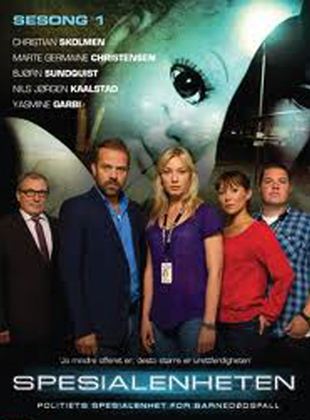 SESONG 1
CHRISTIAN SKOLMEN
MARTE GERMAINE CHRISTENSEN
BJØRN SUNDQUIST
NILS JØRGEN KAALSTAD
YASMINE GARBI
'Jo mindre offeret er, desto større er urettferdigheten'
SPESIALENHETEN
POLITIETS SPESIALENHET FOR BARNEDØDSFALL